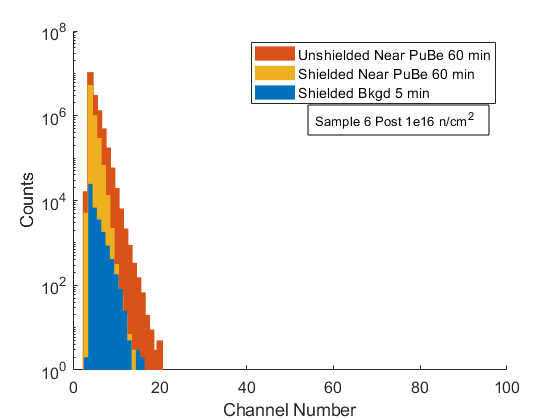 10^8
10^6
10^4
10^2
10^0
Counts
Unshielded Near PuBe 60 min
Shielded Near PuBe 60 min
Shielded Bkgd 5 min
Sample 6 Post 1e16 n/cm^2
0 20 40 60 80 100
Channel Number